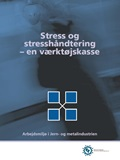 Stress og
stresshåndtering
– en værktøjskasse
Arbejdsmiljø i jern- og metalindustrien